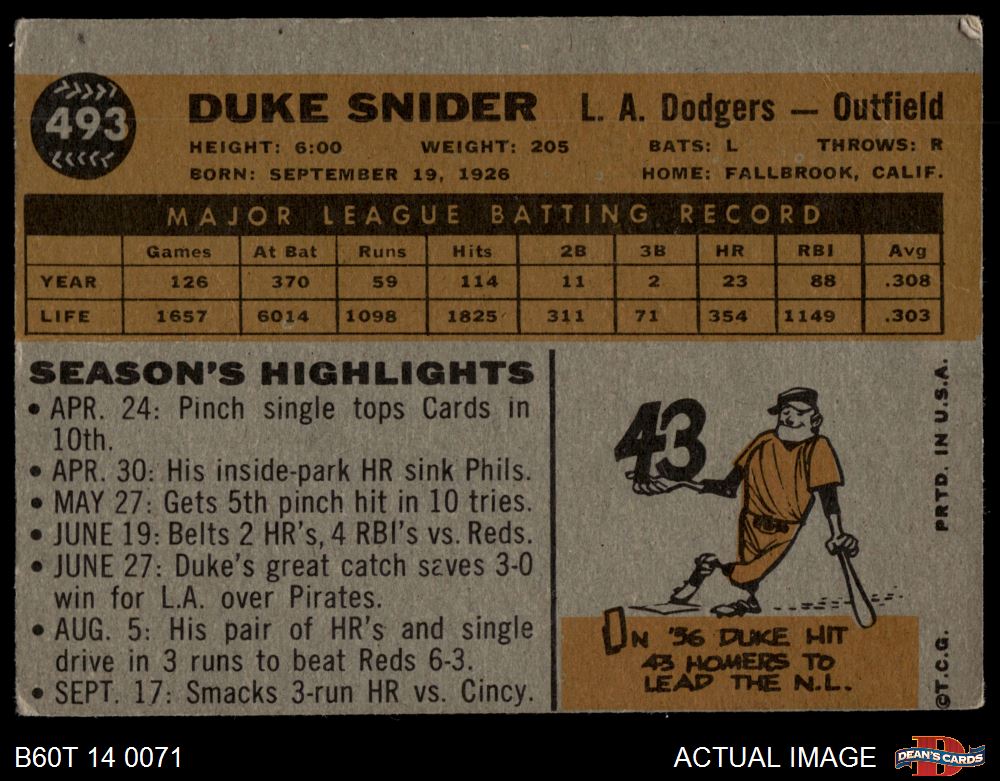 493
DUKE SNIDER L. A. Dodgers — Outfield
HEIGHT: 6:00 WEIGHT: 205 BATS: L THROWS: R
BORN: SEPTEMBER 19, 1926 HOME: FALLBROOK, CALIF.
MAJOR LEAGUE BATTING RECORD
Games At Bat Runs Hits 2B 3B HR RBI Avg
YEAR 126 370 59 114 11 2 23 88 .308
LIFE 1657 6014 1098 1825 311 71 354 1149 .303
SEASON'S HIGHLIGHTS
• APR. 24: Pinch single tops Cards in
10th.
• APR. 30: His inside-park HR sink Phils.
• MAY 27: Gets 5th pinch hit in 10 tries.
• JUNE 19: Belts 2 HR's, 4 RBI's vs. Reds.
• JUNE 27: Duke's great catch saves 3-0
win for L.A. over Pirates.
• AUG. 5: His pair of HR's and single
drive in 3 runs to beat Reds 6-3.
• SEPT. 17: Smacks 3-run HR vs. Cincy.
43
ON '56 DUKE HIT
43 HOMERS TO
LEAD THE N.L.
©T.C.G. PRTD. IN U.S.A.
B60T 14 0071 ACTUAL IMAGE
D
DEAN'S CARDS